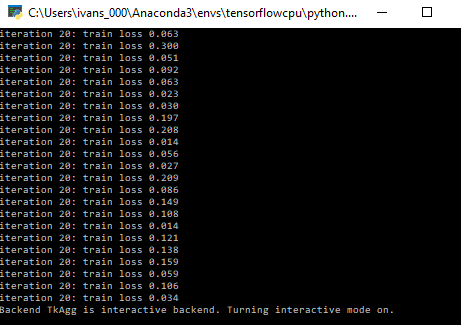 C:\Users\ivans_000\Anaconda3\envs\tensorflowcpu\python....
iteration 20: train loss 0.063
iteration 20: train loss 0.300
iteration 20: train loss 0.051
iteration 20: train loss 0.092
iteration 20: train loss 0.063
iteration 20: train loss 0.023
iteration 20: train loss 0.030
iteration 20: train loss 0.197
iteration 20: train loss 0.208
iteration 20: train loss 0.014
iteration 20: train loss 0.056
iteration 20: train loss 0.027
iteration 20: train loss 0.209
iteration 20: train loss 0.086
iteration 20: train loss 0.149
iteration 20: train loss 0.108
iteration 20: train loss 0.014
iteration 20: train loss 0.121
iteration 20: train loss 0.138
iteration 20: train loss 0.159
iteration 20: train loss 0.059
iteration 20: train loss 0.106
iteration 20: train loss 0.034
Backend TkAgg is interactive backend. Turning interactive mode on.